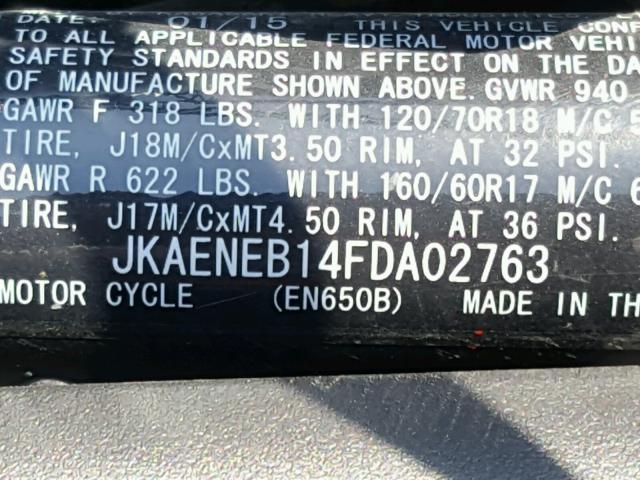 DATE: 01/15 THIS VEHICLE CONF
TO ALL APPLICABLE FEDERAL MOTOR VEHI
SAFETY STANDARDS IN EFFECT ON THE DA
OF MANUFACTURE SHOWN ABOVE. GVWR 940
GAWR F 318 LBS. WITH 120/70R18 M/C
TIRE, J18M/CxMT3.50 RIM, AT 32 PSI.
GAWR R 622 LBS. WITH 160/60R17 M/C 6
TIRE, J17M/CxMT4.50 RIM, AT 36 PSI.
JKAENEB14FDA02763
MOTOR CYCLE (EN650B) MADE IN TH